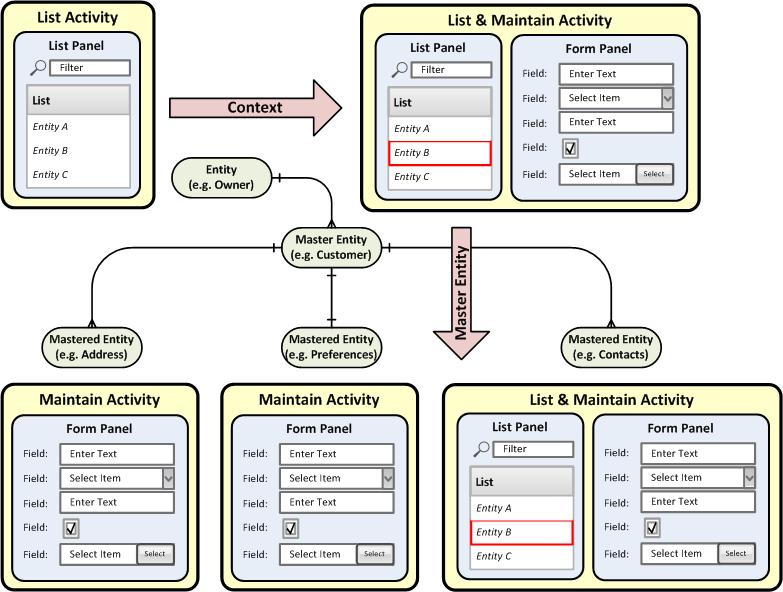 List Activity
List Panel
Filter
List
Entity A
Entity B
Entity C
Context
List & Maintain Activity
List Panel
Filter
List
Entity A
Entity B
Entity C
Form Panel
Field: Enter Text
Field: Select Item
Field: Enter Text
Field:
Field: Select Item Select
Entity
(e.g. Owner)
Master Entity
(e.g. Customer)
Master Entity
Mastered Entity
(e.g. Address)
Mastered Entity
(e.g. Preferences)
Mastered Entity
(e.g. Contacts)
Maintain Activity
Form Panel
Field: Enter Text
Field: Select Item
Field: Enter Text
Field:
Field: Select Item Select
Maintain Activity
Form Panel
Field: Enter Text
Field: Select Item
Field: Enter Text
Field:
Field: Select Item Select
List & Maintain Activity
List Panel
Filter
List
Entity A
Entity B
Entity C
Form Panel
Field: Enter Text
Field: Select Item
Field: Enter Text
Field:
Field: Select Item Select